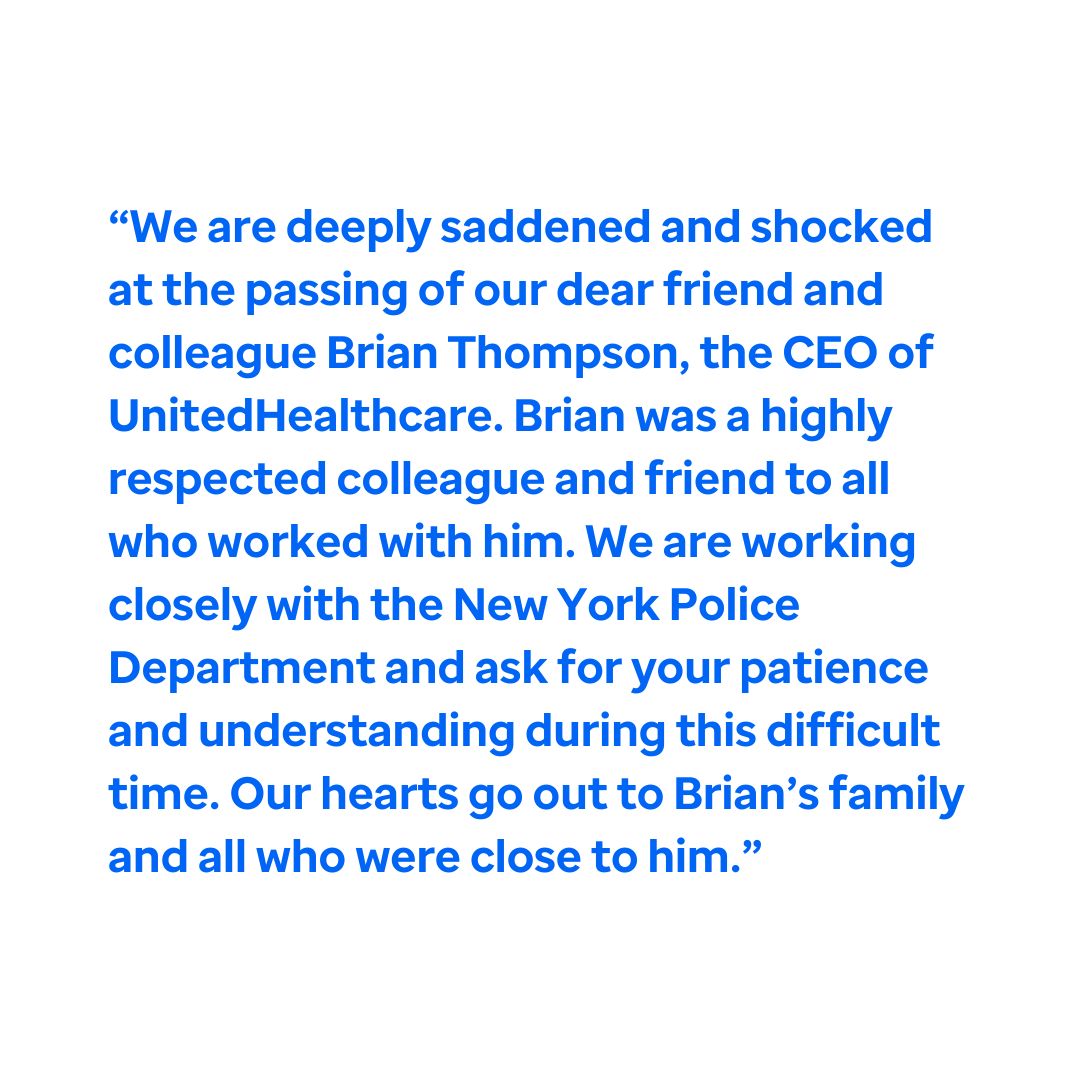 “We are deeply saddened and shocked
at the passing of our dear friend and
colleague Brian Thompson, the CEO of
UnitedHealthcare. Brian was a highly
respected colleague and friend to all
who worked with him. We are working
closely with the New York Police
Department and ask for your patience
and understanding during this difficult
time. Our hearts go out to Brian’s family
and all who were close to him.”